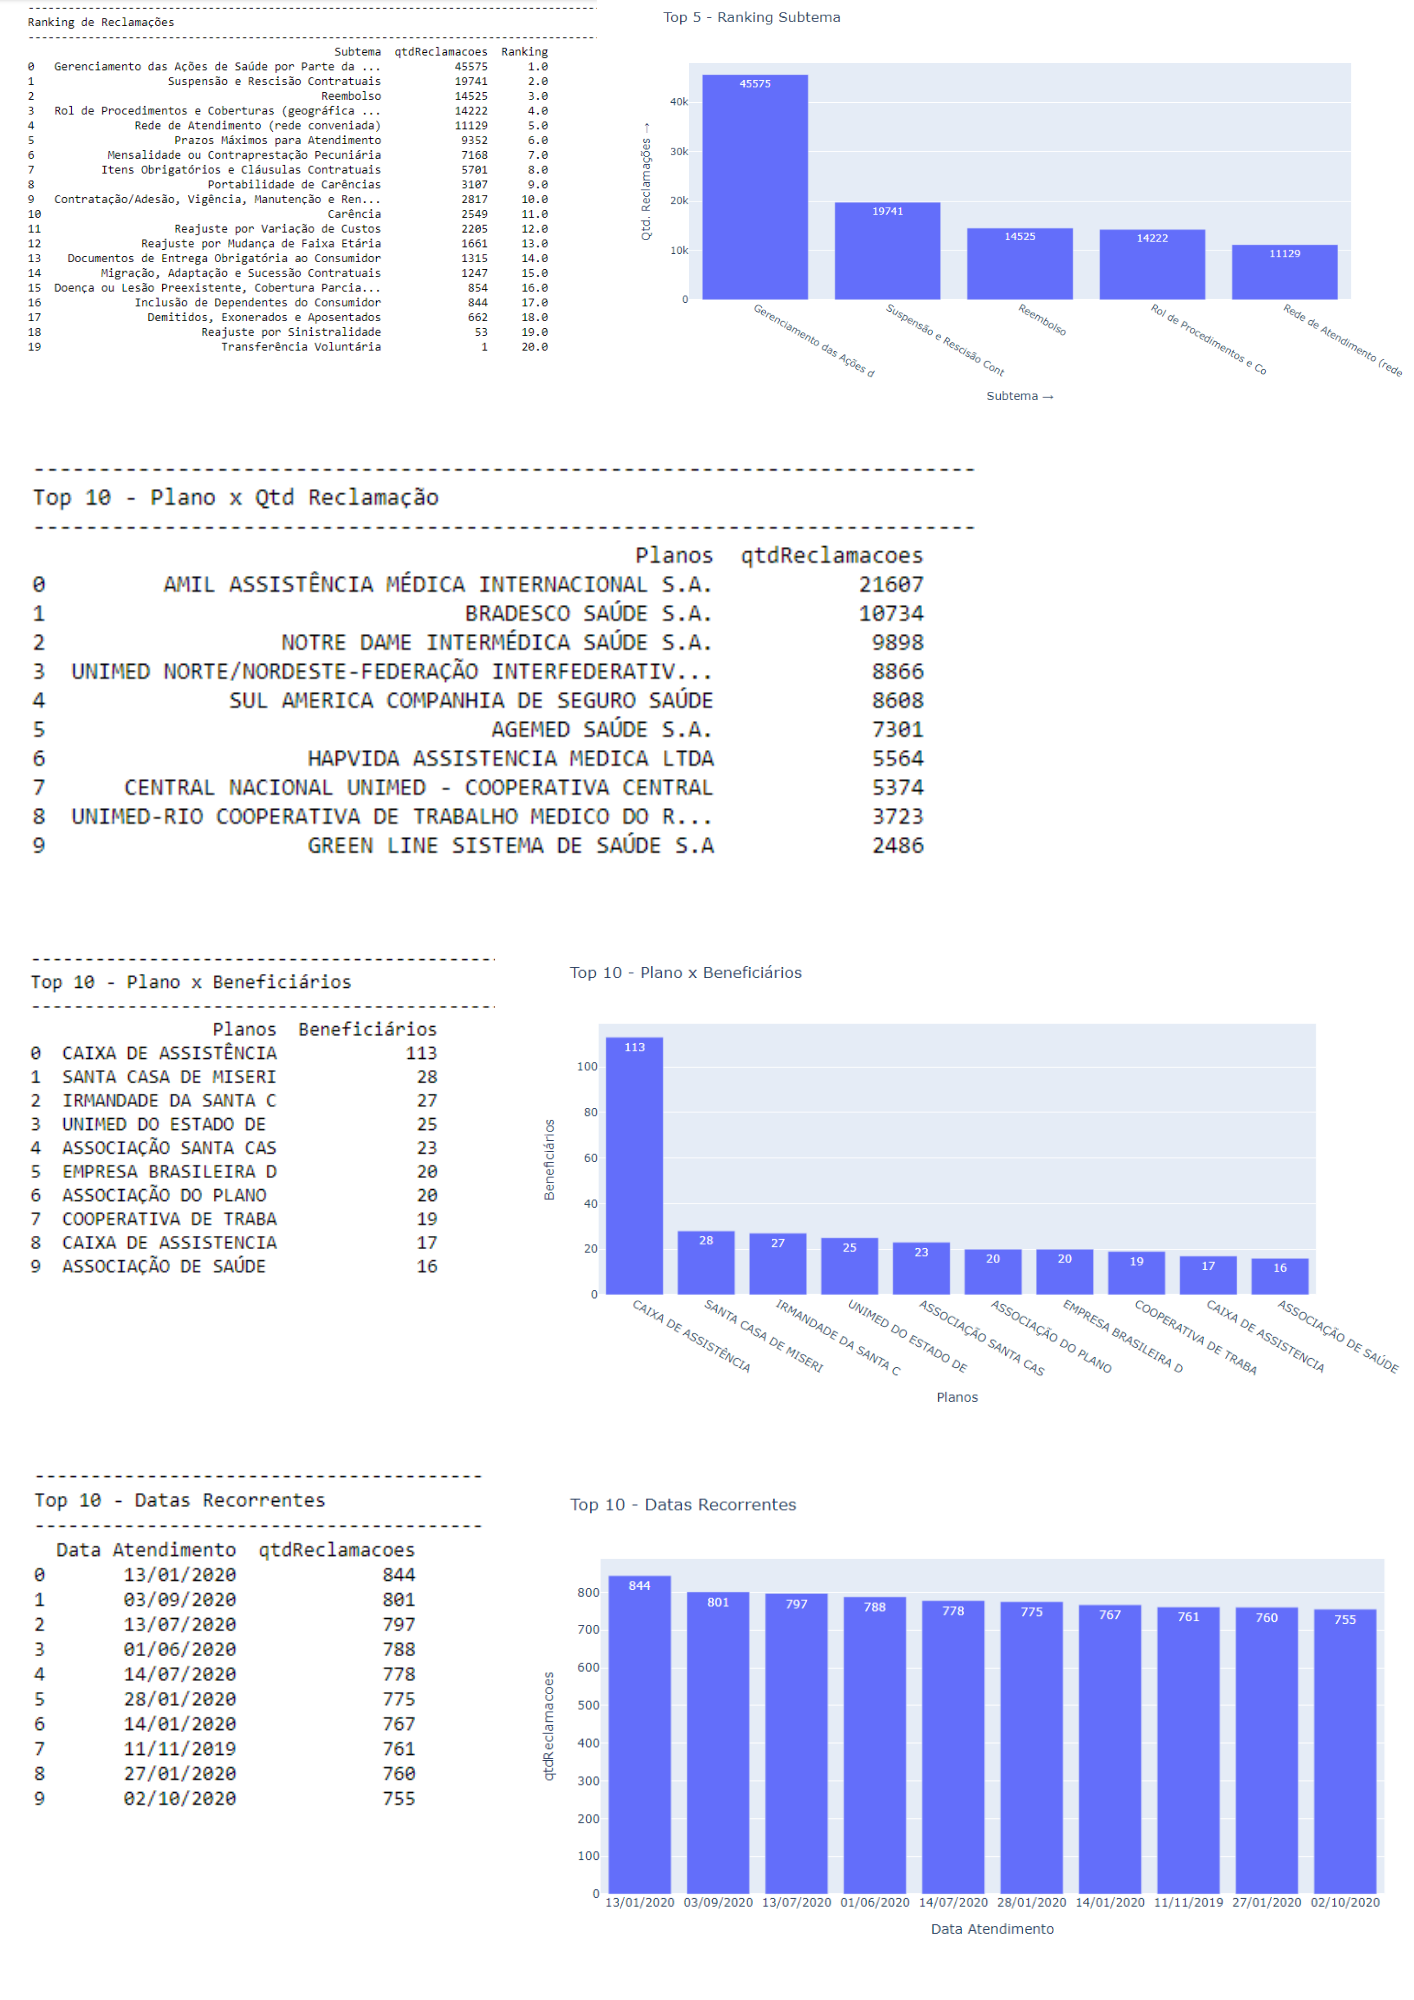 Ranking de Reclamações
Subtema qtdReclamacoes Ranking
0 Gerenciamento das Ações de Saúde por Parte da ... 45575 1.0
1 Suspensão e Rescisão Contratuais 19741 2.0
2 Reembolso 14525 3.0
3 Rol de Procedimentos e Coberturas (geográfica ... 14222 4.0
4 Rede de Atendimento (rede conveniada) 11129 5.0
5 Prazos Máximos para Atendimento 9352 6.0
6 Mensalidade ou Contraprestação Pecuniária 7168 7.0
7 Itens Obrigatórios e Cláusulas Contratuais 5701 8.0
8 Portabilidade de Carências 3107 9.0
9 Contratação/Adesão, Vigência, Manutenção e Ren... 2817 10.0
10 Carência 2549 11.0
11 Reajuste por Variação de Custos 2205 12.0
12 Reajuste por Mudança de Faixa Etária 1661 13.0
13 Documentos de Entrega Obrigatória ao Consumidor 1315 14.0
14 Migração, Adaptação e Sucessão Contratuais 1247 15.0
15 Doença ou Lesão Preexistente, Cobertura Parcia... 854 16.0
16 Inclusão de Dependentes do Consumidor 844 17.0
17 Demitidos, Exonerados e Aposentados 662 18.0
18 Reajuste por Sinistralidade 53 19.0
19 Transferência Voluntária 1 20.0
Top 5 - Ranking Subtema
Qtd. Reclamações →
40k
30k
20k
10k
0
45575
19741
14525
14222
11129
Gerenciamento das Ações d
Suspensão e Rescisão Cont
Reembolso
Rol de Procedimentos e Co
Rede de Atendimento (rede
Subtema →
Top 10 - Plano x Qtd Reclamação
Planos qtdReclamacoes
0 AMIL ASSISTÊNCIA MÉDICA INTERNACIONAL S.A. 21607
1 BRADESCO SAÚDE S.A. 10734
2 NOTRE DAME INTERMÉDICA SAÚDE S.A. 9898
3 UNIMED NORTE/NORDESTE-FEDERAÇÃO INTERFEDERATIV... 8866
4 SUL AMERICA COMPANHIA DE SEGURO SAÚDE 8608
5 AGEMED SAÚDE S.A. 7301
6 HAPVIDA ASSISTENCIA MEDICA LTDA 5564
7 CENTRAL NACIONAL UNIMED - COOPERATIVA CENTRAL 5374
8 UNIMED-RIO COOPERATIVA DE TRABALHO MEDICO DO R... 3723
9 GREEN LINE SISTEMA DE SAÚDE S.A 2486
Top 10 - Plano x Beneficiários
Planos Beneficiários
0 CAIXA DE ASSISTÊNCIA 113
1 SANTA CASA DE MISERI 28
2 IRMANDADE DA SANTA C 27
3 UNIMED DO ESTADO DE 25
4 ASSOCIAÇÃO SANTA CAS 23
5 EMPRESA BRASILEIRA D 20
6 ASSOCIAÇÃO DO PLANO 20
7 COOPERATIVA DE TRABA 19
8 CAIXA DE ASSISTENCIA 17
9 ASSOCIAÇÃO DE SAÚDE 16
Top 10 - Plano x Beneficiários
Beneficiários
100
80
60
40
20
0
113
28
27
25
23
20
20
19
17
16
CAIXA DE ASSISTÊNCIA
SANTA CASA DE MISERI
IRMANDADE DA SANTA C
UNIMED DO ESTADO DE
ASSOCIAÇÃO SANTA CAS
ASSOCIAÇÃO DO PLANO
EMPRESA BRASILEIRA D
COOPERATIVA DE TRABA
CAIXA DE ASSISTENCIA
ASSOCIAÇÃO DE SAÚDE
Planos
Top 10 - Datas Recorrentes
Data Atendimento qtdReclamacoes
0 13/01/2020 844
1 03/09/2020 801
2 13/07/2020 797
3 01/06/2020 788
4 14/07/2020 778
5 28/01/2020 775
6 14/01/2020 767
7 11/11/2019 761
8 27/01/2020 760
9 02/10/2020 755
Top 10 - Datas Recorrentes
qtdReclamacoes
800
700
600
500
400
300
200
100
0
844
801
797
788
778
775
767
761
760
755
13/01/2020 03/09/2020 13/07/2020 01/06/2020 14/07/2020 28/01/2020 14/01/2020 11/11/2019 27/01/2020 02/10/2020
Data Atendimento